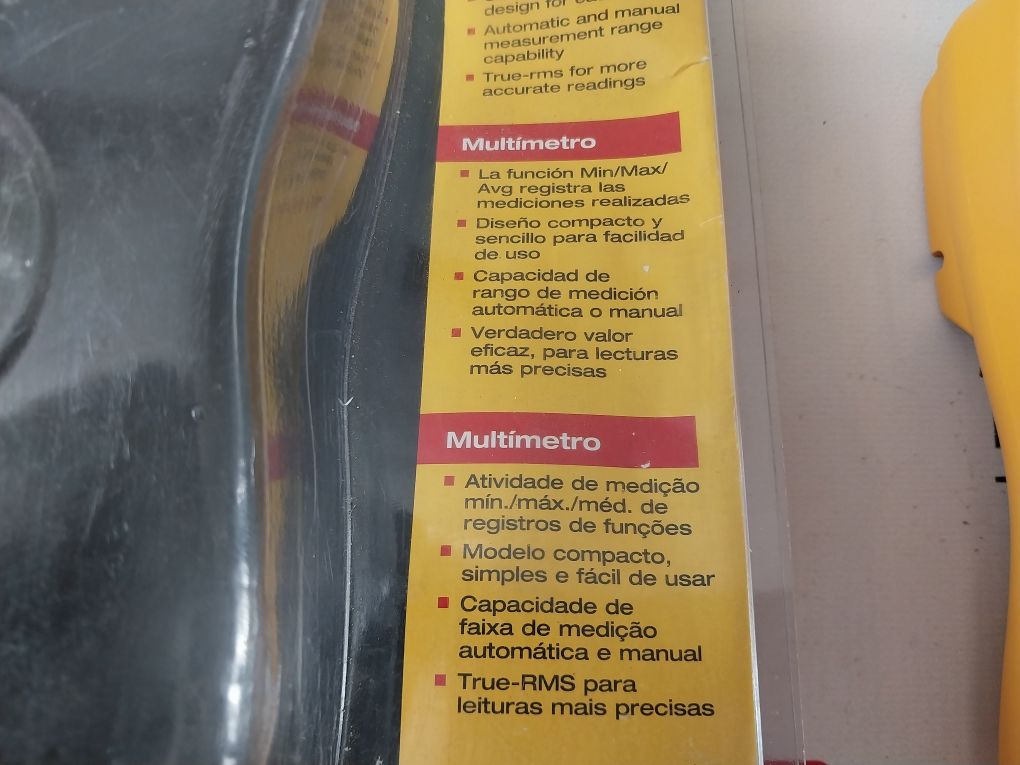 design for
Automatic and manual
measurement range
capability
True-rms for more
accurate readings
Multímetro
La función Min/Max/
Avg registra las
mediciones realizadas
Diseño compacto y
sencillo para facilidad
de uso
Capacidad de
rango de medición
automática o manual
Verdadero valor
eficaz, para lecturas
más precisas
Multímetro
Atividade de medição
mín./máx./méd. de
registros de funções
Modelo compacto,
simples e fácil de usar
Capacidade de
faixa de medição
automática e manual
True-RMS para
leituras mais precisas